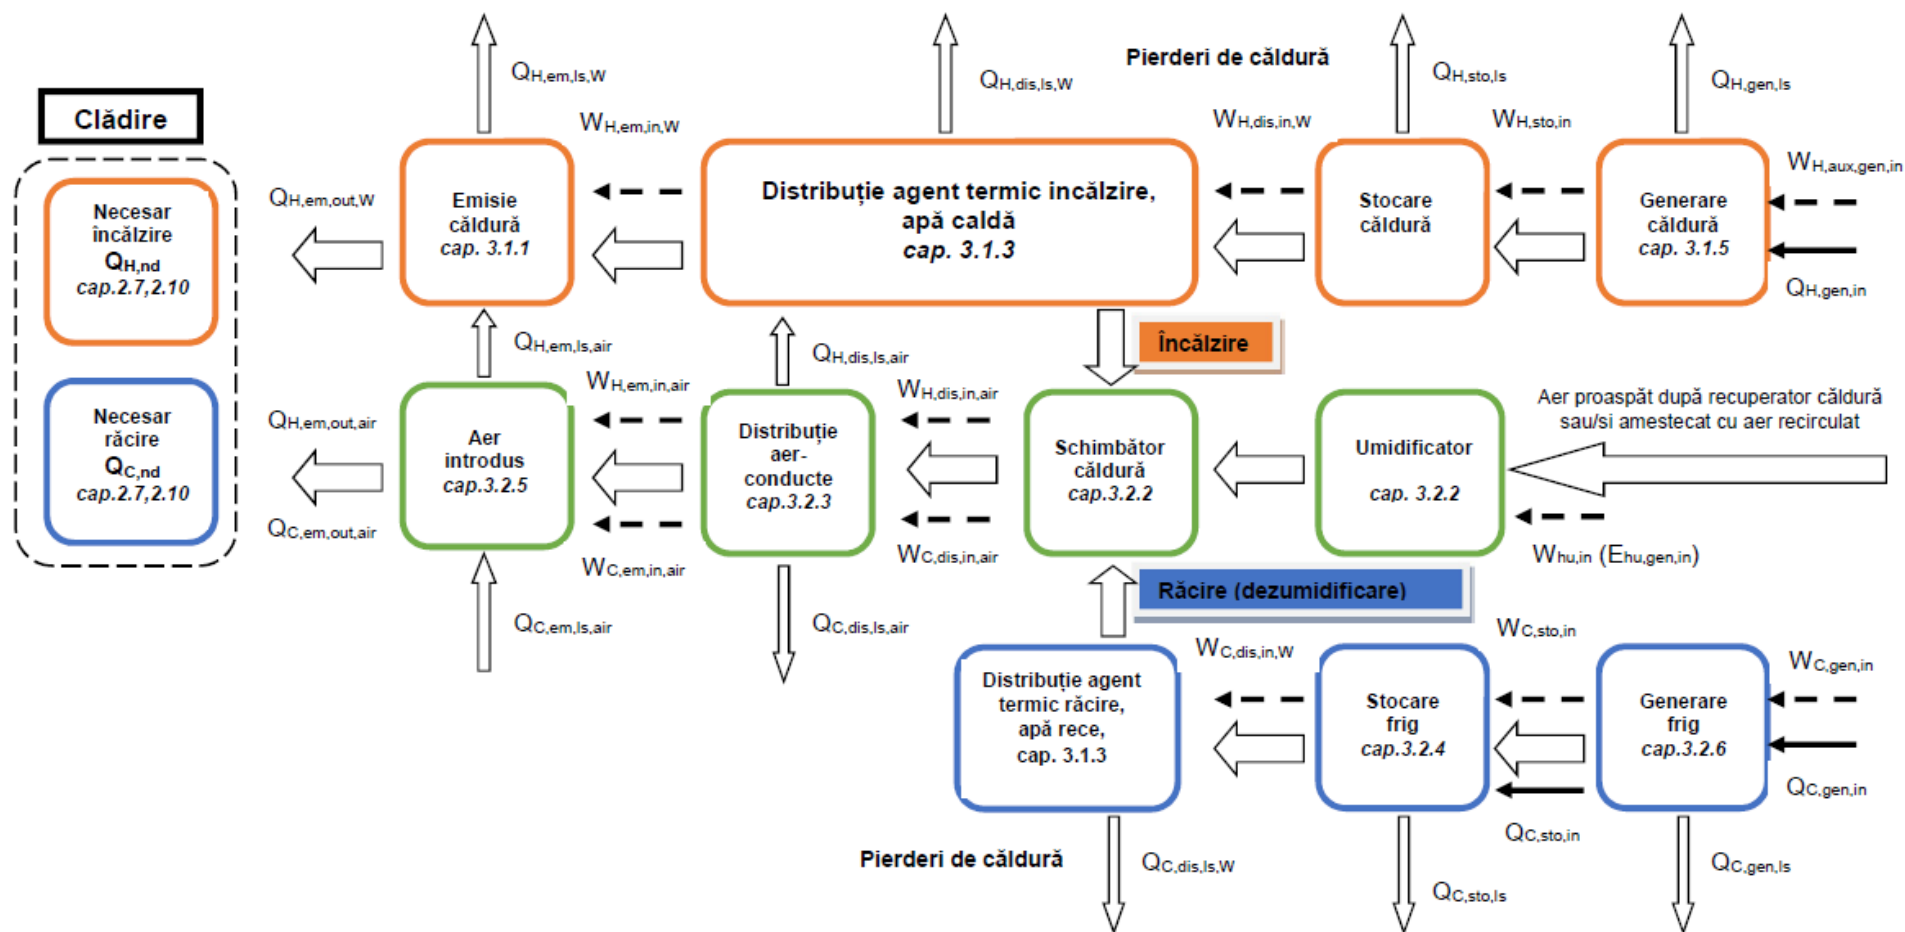 Pierderi de căldură
QH,em,ls,W
QH,dis,ls,W
QH,sto,ls
QH,gen,ls
Clădire
WH,em,in,W
WH,dis,in,W
WH,sto,in
WH,aux,gen,in
Necesar
încălzire
QH,nd
cap.2.7,2.10
QH,em,out,W
Emisie
căldură
cap. 3.1.1
Distribuție agent termic incălzire,
apă caldă
cap. 3.1.3
Stocare
căldură
Generare
căldură
cap. 3.1.5
QH,gen,in
QH,em,ls,air
QH,dis,ls,air
Încălzire
WH,em,in,air
WH,dis,in,air
Aer proaspăt după recuperator căldură
sau/si amestecat cu aer recirculat
Necesar
răcire
QC,nd
cap.2.7,2.10
QH,em,out,air
QC,em,out,air
Aer
introdus
cap.3.2.5
Distribuție
aer-
conducte
cap.3.2.3
Schimbător
căldură
cap.3.2.2
Umidificator
cap. 3.2.2
WC,em,in,air
WC,dis,in,air
Whu,in (Ehu,gen,in)
Răcire (dezumidificare)
QC,em,ls,air
QC,dis,ls,air
WC,dis,in,W
WC,sto,in
WC,gen,in
Distribuție agent
termic răcire,
apă rece,
cap. 3.1.3
Stocare
frig
cap.3.2.4
Generare
frig
cap.3.2.6
QC,gen,in
QC,sto,in
Pierderi de căldură
QC,dis,ls,W
QC,sto,ls
QC,gen,ls